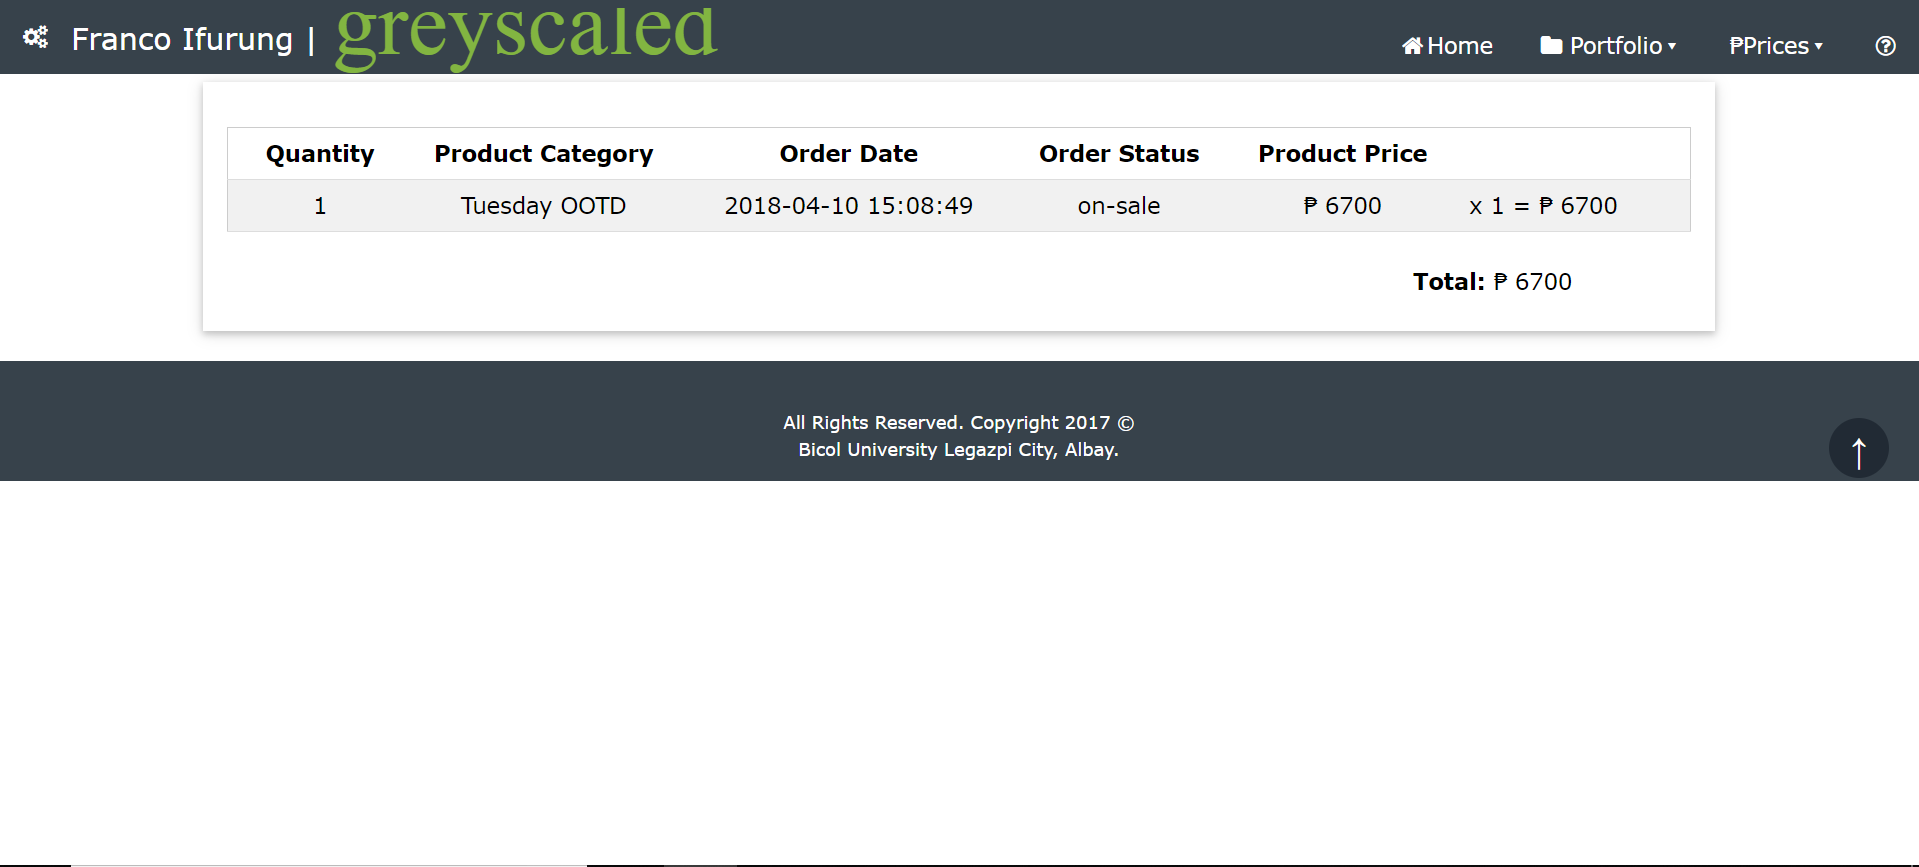 Franco Ifurung | greyscaled
Home Portfolio ▾ ₱Prices ▾
Quantity Product Category Order Date Order Status Product Price
1 Tuesday OOTD 2018-04-10 15:08:49 on-sale ₱ 6700 x 1 = ₱ 6700
Total: ₱ 6700
All Rights Reserved. Copyright 2017 ©
Bicol University Legazpi City, Albay.
↑